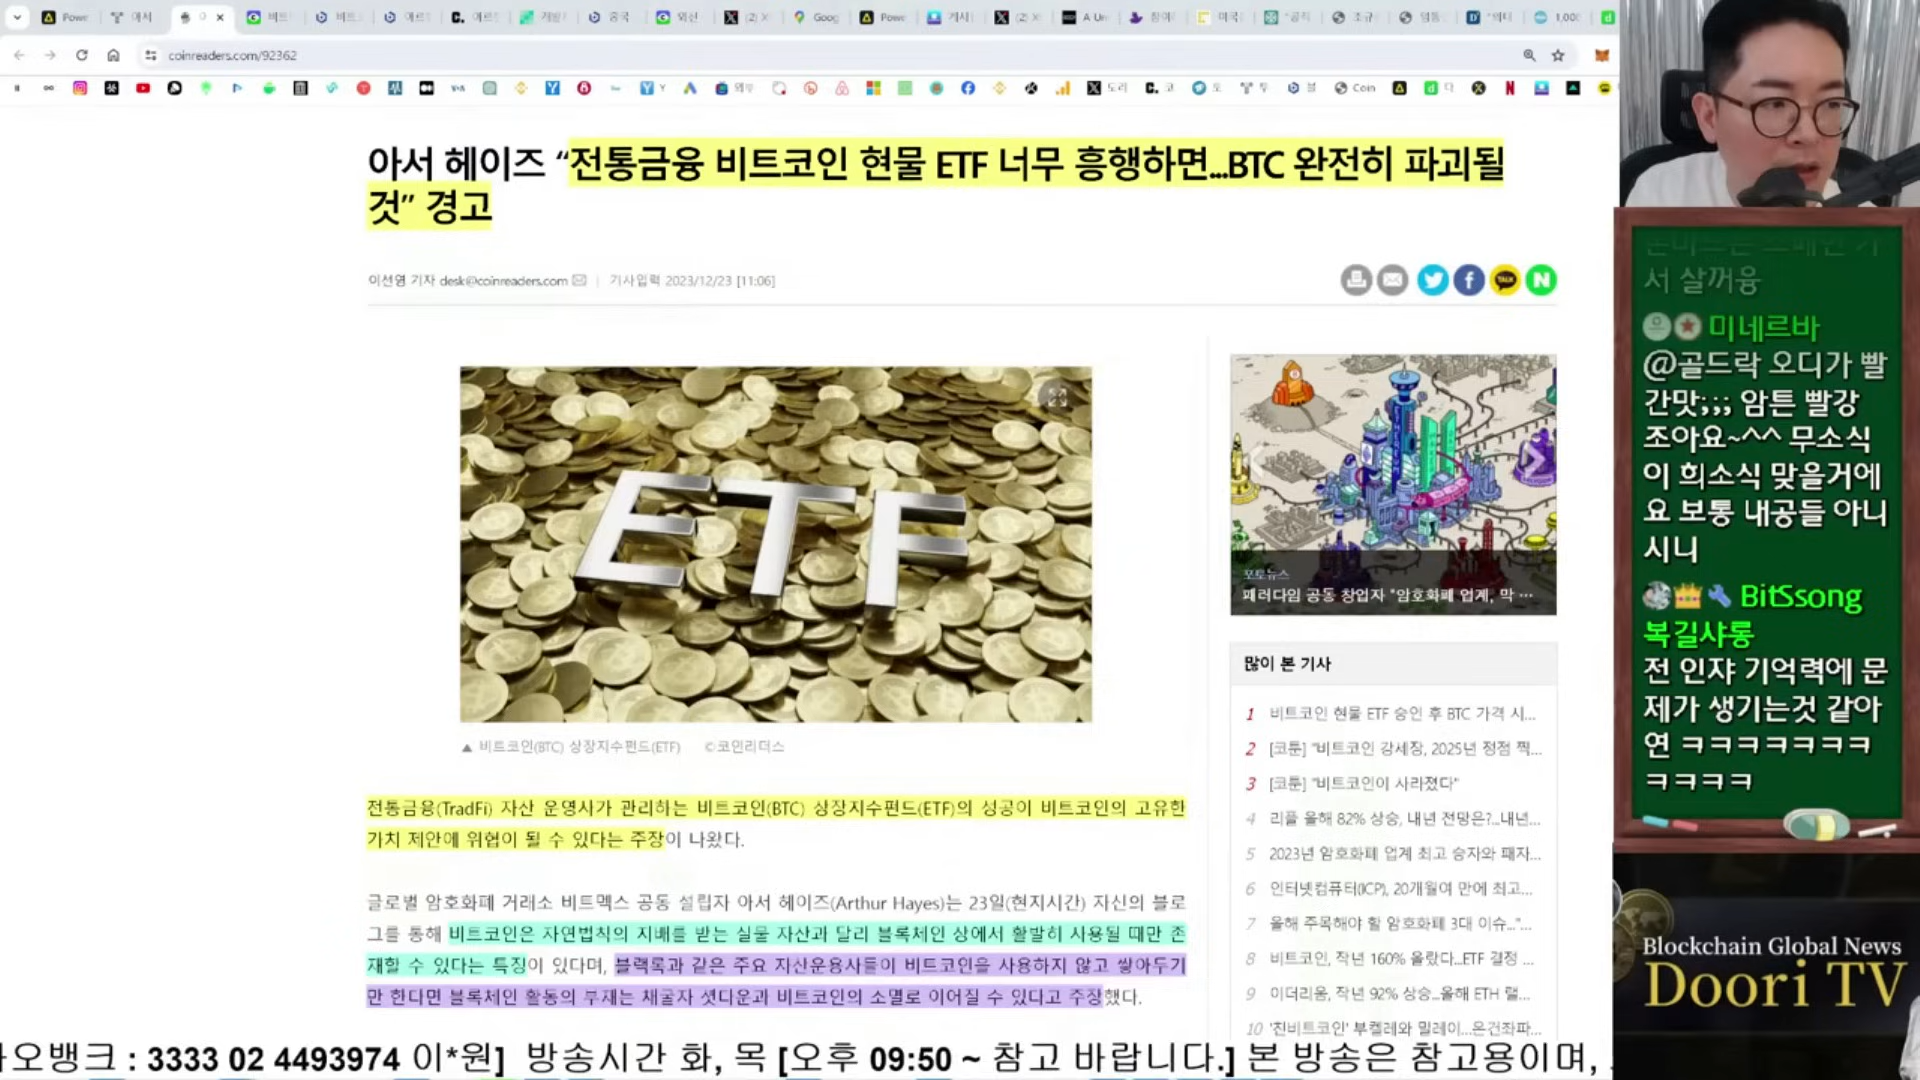 coinreaders.com/92362
아서 헤이즈 “전통금융 비트코인 현물 ETF 너무 흥행하면...BTC 완전히 파괴될
것” 경고
이선영 기자 desk@coinreaders.com | 기사입력 2023/12/23 [11:06]
ETF
▲ 비트코인(BTC) 상장지수펀드(ETF) ©코인리더스
전통금융(TradFi) 자산 운영사가 관리하는 비트코인(BTC) 상장지수펀드(ETF)의 성공이 비트코인의 고유한
가치 제안에 위협이 될 수 있다는 주장이 나왔다.
글로벌 암호화폐 거래소 비트멕스 공동 설립자 아서 헤이즈(Arthur Hayes)는 23일(현지시간) 자신의 블로
그를 통해 비트코인은 자연법칙의 지배를 받는 실물 자산과 달리 블록체인 상에서 활발히 사용될 때만 존
재할 수 있다는 특징이 있다며, 블랙록과 같은 주요 자산운용사들이 비트코인을 사용하지 않고 쌓아두기
만 한다면 블록체인 활동의 부재는 채굴자 셧다운과 비트코인의 소멸로 이어질 수 있다고 주장했다.
포토뉴스
패러다임 공동 창업자 "암호화폐 업계, 막 …
많이 본 기사
1 비트코인 현물 ETF 승인 후 BTC 가격 시...
2 [코툰] "비트코인 강세장, 2025년 정점 찍...
3 [코툰] "비트코인이 사라졌다"
4 리플 올해 82% 상승, 내년 전망은?...내년...
5 2023년 암호화폐 업계 최고 승자와 패자...
6 인터넷컴퓨터(ICP), 20개월여 만에 최고...
7 올해 주목해야 할 암호화폐 3대 이슈..."...
8 비트코인, 작년 160% 올랐다...ETF 결정 ...
9 이더리움, 작년 92% 상승...올해 ETH 랠...
10 '친비트코인' 부켈레와 밀레이...온건좌파...
서 살꺼융
미네르바
@골드락 오디가 빨
간맛;;; 암튼 빨강
조아요~^^ 무소식
이 희소식 맞을거에
요 보통 내공들 아니
시니
BitSsong
복길샤롱
전 인쟈 기억력에 문
제가 생기는것 같아
연 ㅋㅋㅋㅋㅋㅋㅋㅋ
ㅋㅋㅋㅋ
Blockchain Global News
Doori TV
오뱅크 : 3333 02 4493974 이*원] 방송시간 화, 목 [오후 09:50 ~ 참고 바랍니다.] 본 방송은 참고용이며,